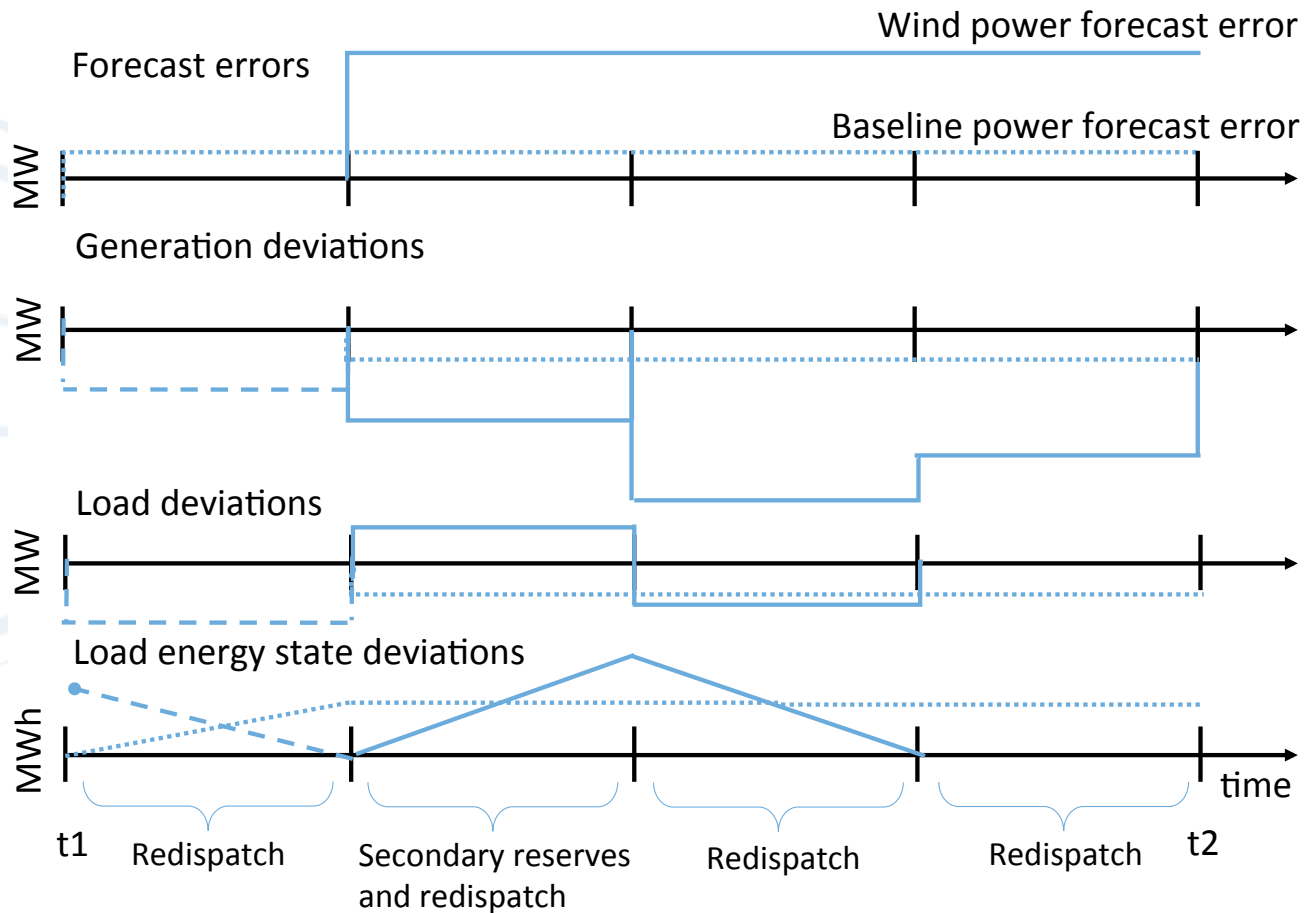 Wind power forecast error
Forecast errors
Baseline power forecast error
MW
Generation deviations
MW
Load deviations
MW
Load energy state deviations
MWh
time
t1
Redispatch
Secondary reserves
and redispatch
Redispatch
Redispatch
t2